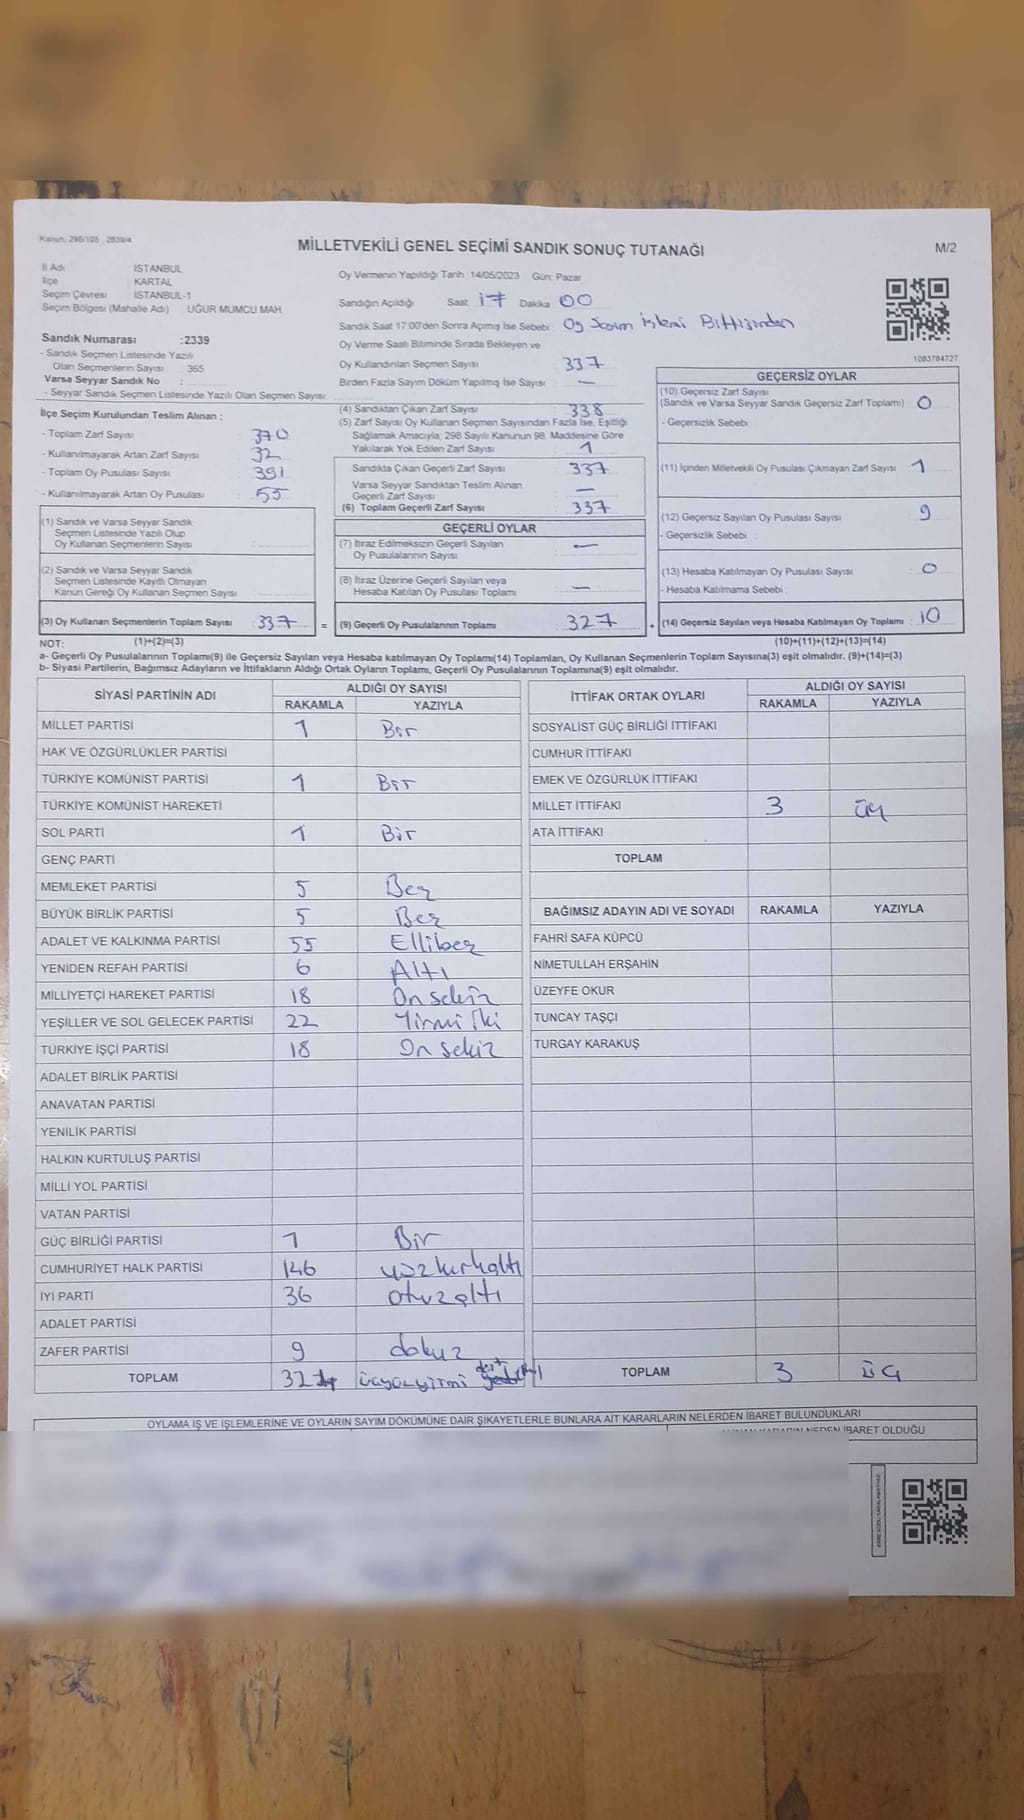 Kanun, 298/105 , 2839/4
MİLLETVEKİLİ GENEL SEÇİMİ SANDIK SONUÇ TUTANAĞI
M/2
İl Adı İSTANBUL
İlçe KARTAL
Seçim Çevresi İSTANBUL-1
Seçim Bölgesi (Mahalle Adı) UĞUR MUMCU MAH.
Sandık Numarası :2339
- Sandık Seçmen Listesinde Yazılı
Olan Seçmenlerin Sayısı : 365
Varsa Seyyar Sandık No :
- Seyyar Sandık Seçmen Listesinde Yazılı Olan Seçmen Sayısı
İlçe Seçim Kurulundan Teslim Alınan ;
- Toplam Zarf Sayısı : 370
- Kullanılmayarak Artan Zarf Sayısı : 32
- Toplam Oy Pusulası Sayısı : 391
- Kullanılmayarak Artan Oy Pusulası : 55
(1) Sandık ve Varsa Seyyar Sandık
Seçmen Listesinde Yazılı Olup
Oy Kullanan Seçmenlerin Sayısı :
(2) Sandık ve Varsa Seyyar Sandık
Seçmen Listesinde Kayıtlı Olmayan
Kanun Gereği Oy Kullanan Seçmen Sayısı :
(3) Oy Kullanan Seçmenlerin Toplam Sayısı : 337 =
Oy Vermenin Yapıldığı Tarih :14/05/2023 Gün: Pazar
Sandığın Açıldığı Saat 17 Dakika 00
Sandık Saat 17:00'den Sonra Açılmış İse Sebebi : Oy Sayım İşlemi Bittiğinden
Oy Verme Saati Bitiminde Sırada Bekleyen ve
Oy Kullandırılan Seçmen Sayısı : 337
Birden Fazla Sayım Döküm Yapılmış İse Sayısı : —
(4) Sandıktan Çıkan Zarf Sayısı : 338
(5) Zarf Sayısı Oy Kullanan Seçmen Sayısından Fazla İse, Eşitliği
Sağlamak Amacıyla, 298 Sayılı Kanunun 98. Maddesine Göre
Yakılarak Yok Edilen Zarf Sayısı : 1
Sandıkta Çıkan Geçerli Zarf Sayısı : 337
Varsa Seyyar Sandıktan Teslim Alınan
Geçerli Zarf Sayısı : —
(6) Toplam Geçerli Zarf Sayısı : 337
GEÇERLİ OYLAR
(7) İtiraz Edilmeksizin Geçerli Sayılan
Oy Pusulalarının Sayısı : —
(8) İtiraz Üzerine Geçerli Sayılan veya
Hesaba Katılan Oy Pusulası Toplamı : —
(9) Geçerli Oy Pusulalarının Toplamı : 327 +
1083784727
GEÇERSİZ OYLAR
(10) Geçersiz Zarf Sayısı
(Sandık ve Varsa Seyyar Sandık Geçersiz Zarf Toplamı) : 0
- Geçersizlik Sebebi :
(11) İçinden Milletvekili Oy Pusulası Çıkmayan Zarf Sayısı : 1
(12) Geçersiz Sayılan Oy Pusulası Sayısı : 9
- Geçersizlik Sebebi :
(13) Hesaba Katılmayan Oy Pusulası Sayısı : 0
- Hesaba Katılmama Sebebi :
(14) Geçersiz Sayılan veya Hesaba Katılmayan Oy Toplamı : 10
NOT: (1)+(2)=(3) (10)+(11)+(12)+(13)=(14)
a- Geçerli Oy Pusulalarının Toplamı(9) ile Geçersiz Sayılan veya Hesaba katılmayan Oy Toplamı(14) Toplamları, Oy Kullanan Seçmenlerin Toplam Sayısına(3) eşit olmalıdır. (9)+(14)=(3)
b- Siyasi Partilerin, Bağımsız Adayların ve İttifakların Aldığı Ortak Oyların Toplamı, Geçerli Oy Pusulalarının Toplamına(9) eşit olmalıdır.
SİYASİ PARTİNİN ADI ALDIĞI OY SAYISI
RAKAMLA YAZIYLA
MİLLET PARTİSİ 1 Bir
HAK VE ÖZGÜRLÜKLER PARTİSİ
TÜRKİYE KOMÜNİST PARTİSİ 1 Bir
TÜRKİYE KOMÜNİST HAREKETİ
SOL PARTİ 1 Bir
GENÇ PARTİ
MEMLEKET PARTİSİ 5 Beş
BÜYÜK BİRLİK PARTİSİ 5 Beş
ADALET VE KALKINMA PARTİSİ 55 Ellibeş
YENİDEN REFAH PARTİSİ 6 Altı
MİLLİYETÇİ HAREKET PARTİSİ 18 On sekiz
YEŞİLLER VE SOL GELECEK PARTİSİ 22 Yirmi iki
TÜRKİYE İŞÇİ PARTİSİ 18 On sekiz
ADALET BİRLİK PARTİSİ
ANAVATAN PARTİSİ
YENİLİK PARTİSİ
HALKIN KURTULUŞ PARTİSİ
MİLLİ YOL PARTİSİ
VATAN PARTİSİ
GÜÇ BİRLİĞİ PARTİSİ 1 Bir
CUMHURİYET HALK PARTİSİ 146 yüzkırkaltı
İYİ PARTİ 36 otuzaltı
ADALET PARTİSİ
ZAFER PARTİSİ 9 dokuz
TOPLAM 324 üçyüzyirmi dört
İTTİFAK ORTAK OYLARI ALDIĞI OY SAYISI
RAKAMLA YAZIYLA
SOSYALİST GÜÇ BİRLİĞİ İTTİFAKI
CUMHUR İTTİFAKI
EMEK VE ÖZGÜRLÜK İTTİFAKI
MİLLET İTTİFAKI 3 üç
ATA İTTİFAKI
TOPLAM
BAĞIMSIZ ADAYIN ADI VE SOYADI RAKAMLA YAZIYLA
FAHRİ SAFA KÜPCÜ
NİMETULLAH ERŞAHİN
ÜZEYFE OKUR
TUNCAY TAŞÇI
TURGAY KARAKUŞ
TOPLAM 3 üç
OYLAMA İŞ VE İŞLEMLERİNE VE OYLARIN SAYIM DÖKÜMÜNE DAİR ŞİKAYETLERLE BUNLARA AİT KARARLARIN NELERDEN İBARET BULUNDUKLARI
NEDEN İBARET OLDUĞU